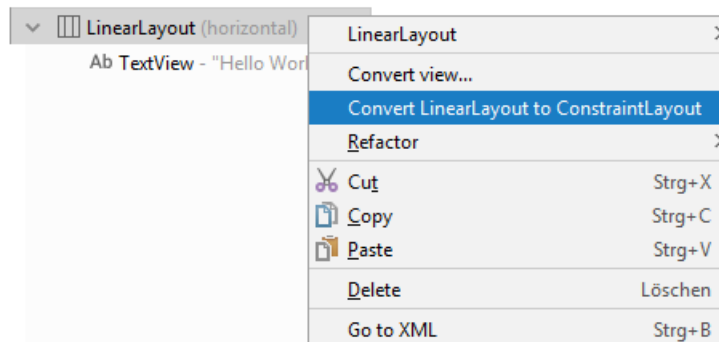 LinearLayout (horizontal)
Ab TextView - "Hello Worl
LinearLayout
Convert view...
Convert LinearLayout to ConstraintLayout
Refactor
Cut Strg+X
Copy Strg+C
Paste Strg+V
Delete Löschen
Go to XML Strg+B